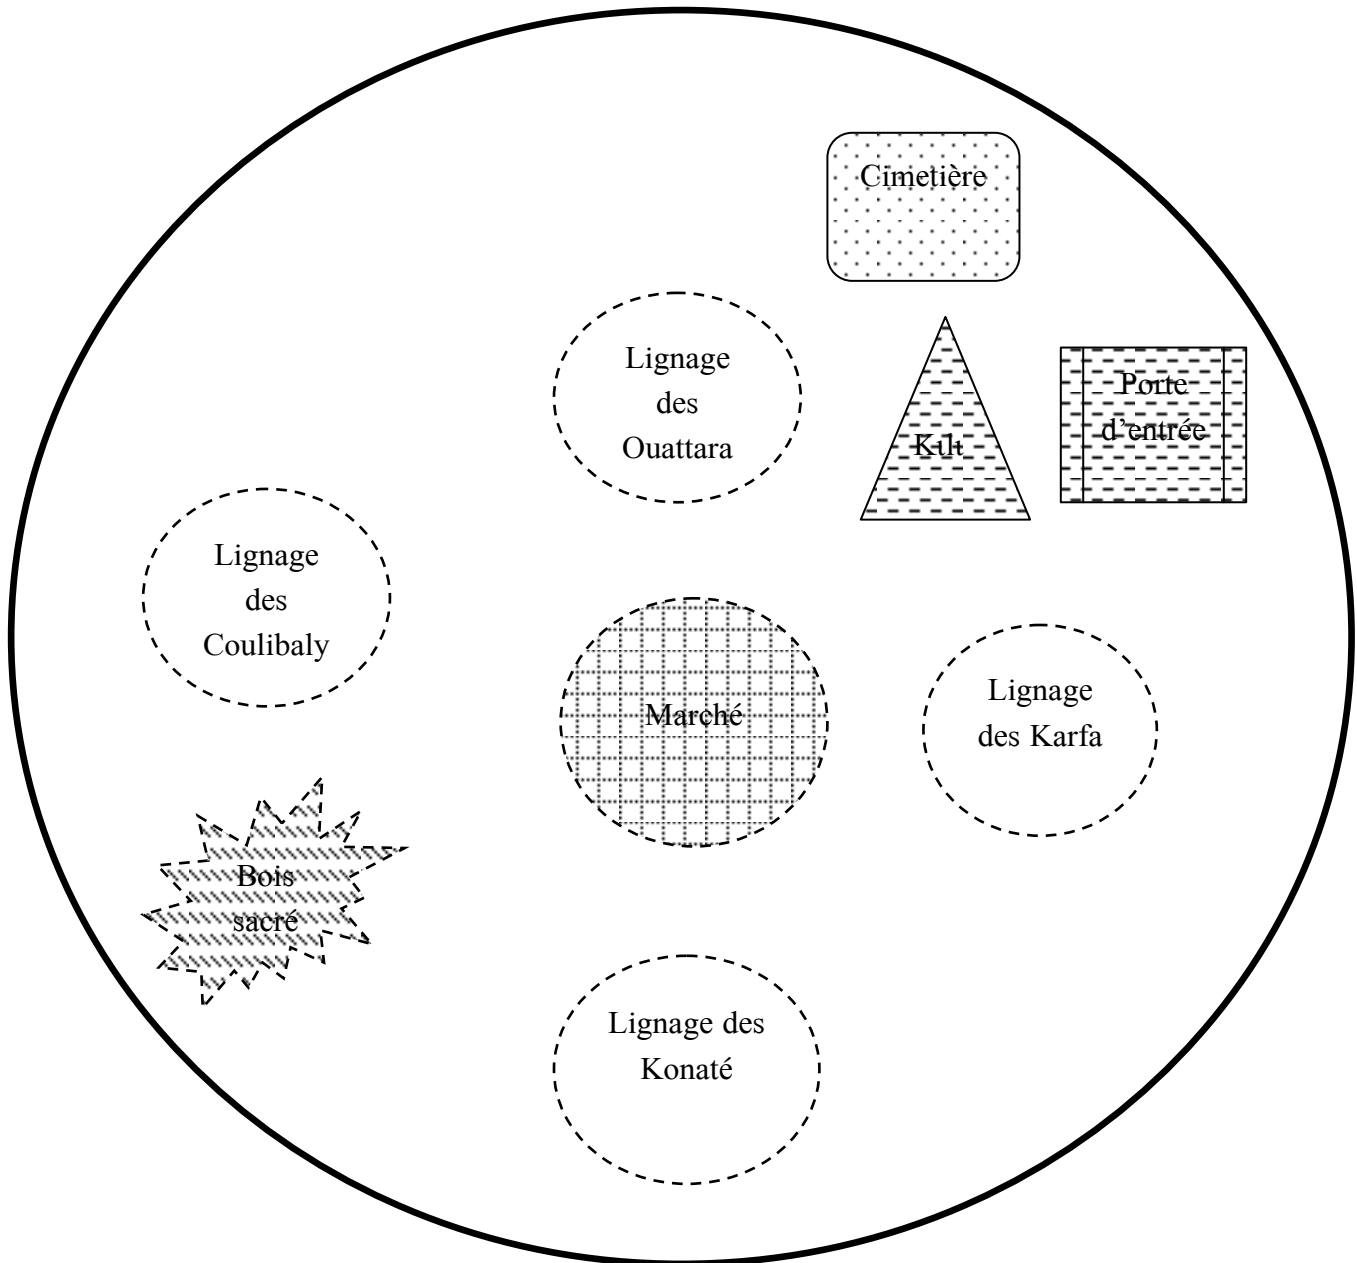 Cimetière
Lignage
des
Ouattara
Porte
d’entrée
Lignage
des
Coulibaly
Marché
Lignage
des Karfa
Bois
sacré
Lignage des
Konaté